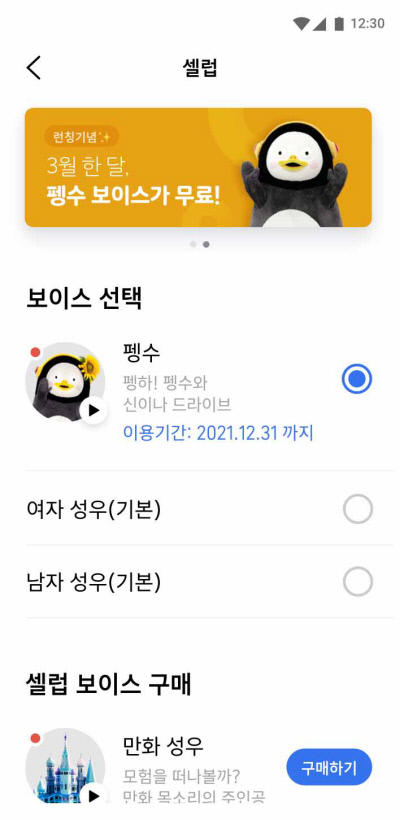 12:30
셀럽
런칭기념
3월 한 달,
펭수 보이스가 무료!
보이스 선택
펭수
펭하! 펭수와
신이나 드라이브
이용기간: 2021.12.31 까지
여자 성우(기본)
남자 성우(기본)
셀럽 보이스 구매
만화 성우
모험을 떠나볼까?
구매하기
만화 목소리의 주인공